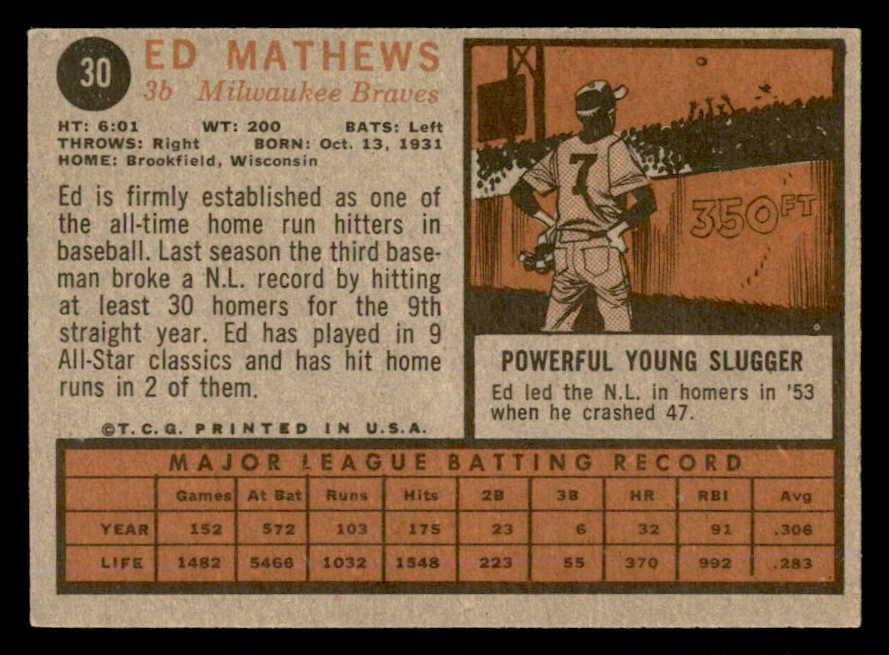 30
ED MATHEWS
3b Milwaukee Braves
HT: 6:01 WT: 200 BATS: Left
THROWS: Right BORN: Oct. 13, 1931
HOME: Brookfield, Wisconsin
Ed is firmly established as one of
the all-time home run hitters in
baseball. Last season the third base-
man broke a N.L. record by hitting
at least 30 homers for the 9th
straight year. Ed has played in 9
All-Star classics and has hit home
runs in 2 of them.
©T.C.G. PRINTED IN U.S.A.
7
350 FT
POWERFUL YOUNG SLUGGER
Ed led the N.L. in homers in '53
when he crashed 47.
MAJOR LEAGUE BATTING RECORD
Games At Bat Runs Hits 2B 3B HR RBI Avg
YEAR 152 572 103 175 23 6 32 91 .306
LIFE 1482 5466 1032 1548 223 55 370 992 .283